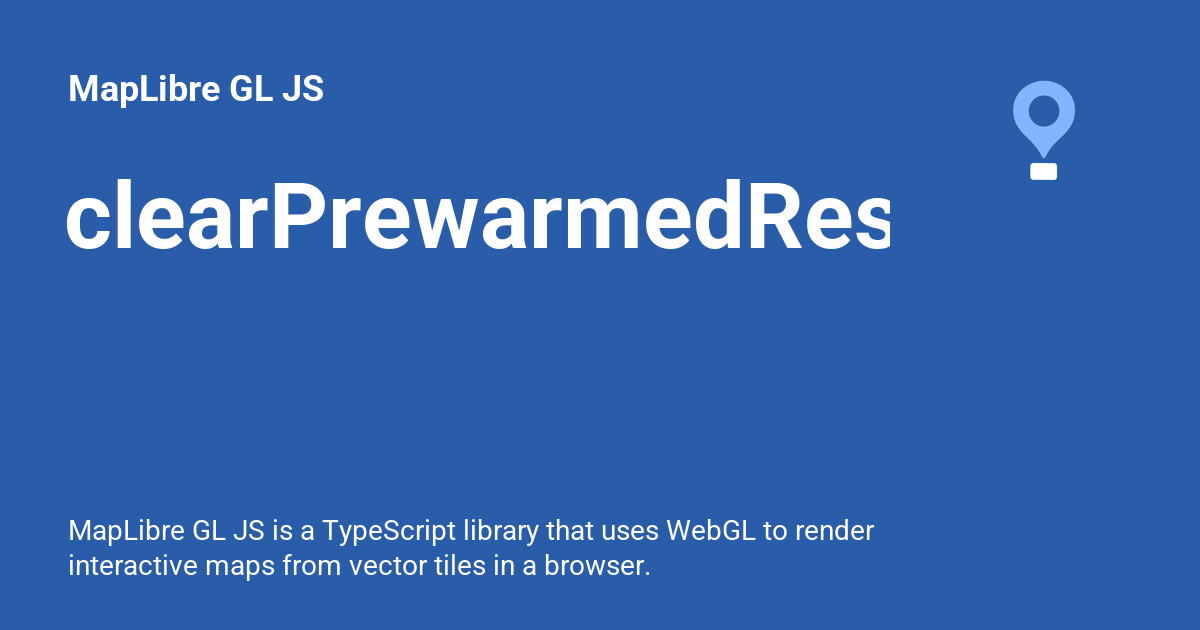 MapLibre GL JS
clearPrewarmedRes
MapLibre GL JS is a TypeScript library that uses WebGL to render
interactive maps from vector tiles in a browser.